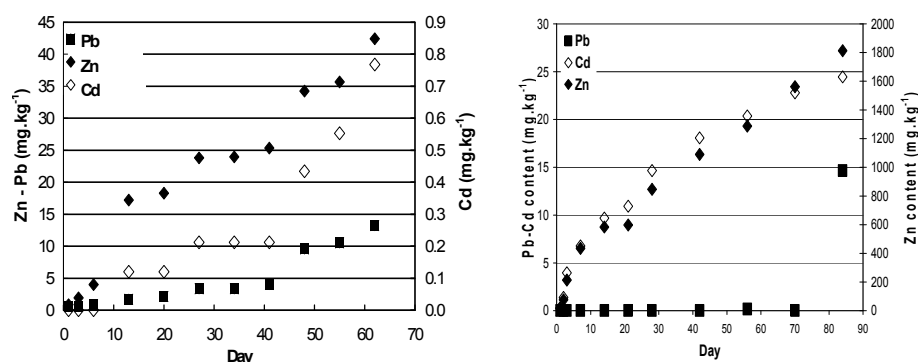 45
40
35
30
25
20
15
10
5
0
Zn - Pb (mg.kg⁻¹)
Pb
Zn
Cd
0.9
0.8
0.7
0.6
0.5
0.4
0.3
0.2
0.1
0.0
Cd (mg.kg⁻¹)
0 10 20 30 40 50 60 70
Day
30
25
20
15
10
5
0
Pb-Cd content (mg.kg⁻¹)
Pb
Cd
Zn
2000
1800
1600
1400
1200
1000
800
600
400
200
0
Zn content (mg.kg⁻¹)
0 10 20 30 40 50 60 70 80 90
Day